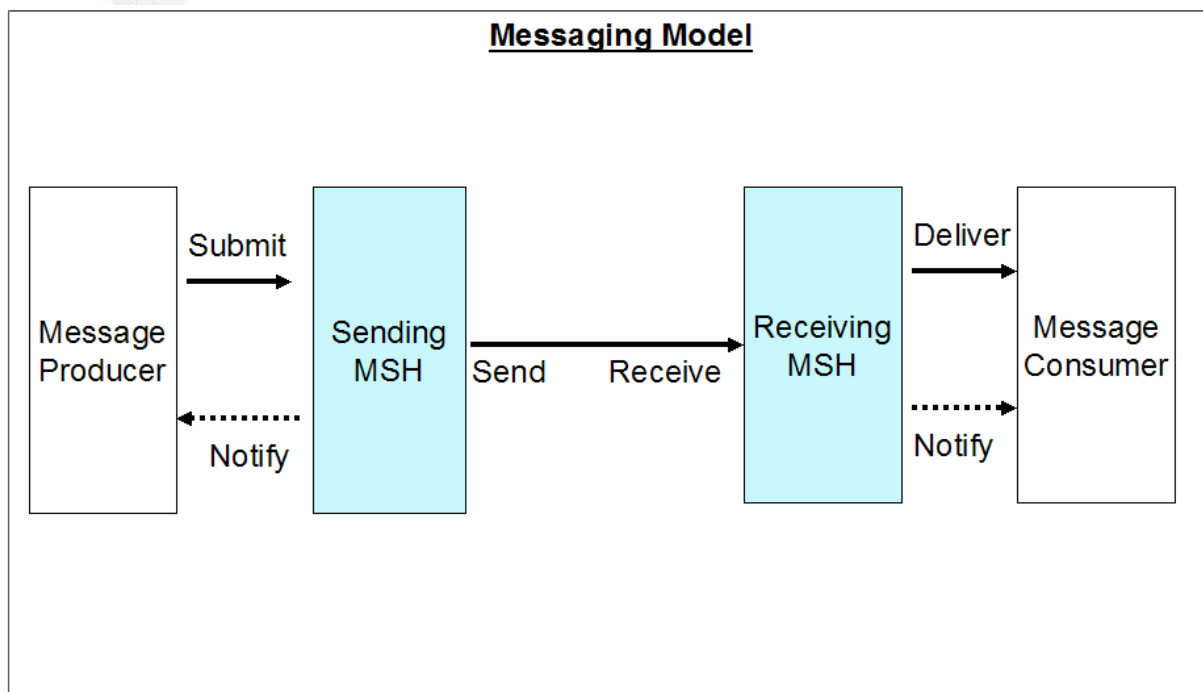 Messaging Model
Submit
Deliver
Message
Producer
Sending
MSH
Receiving
MSH
Message
Consumer
Send
Receive
Notify
Notify